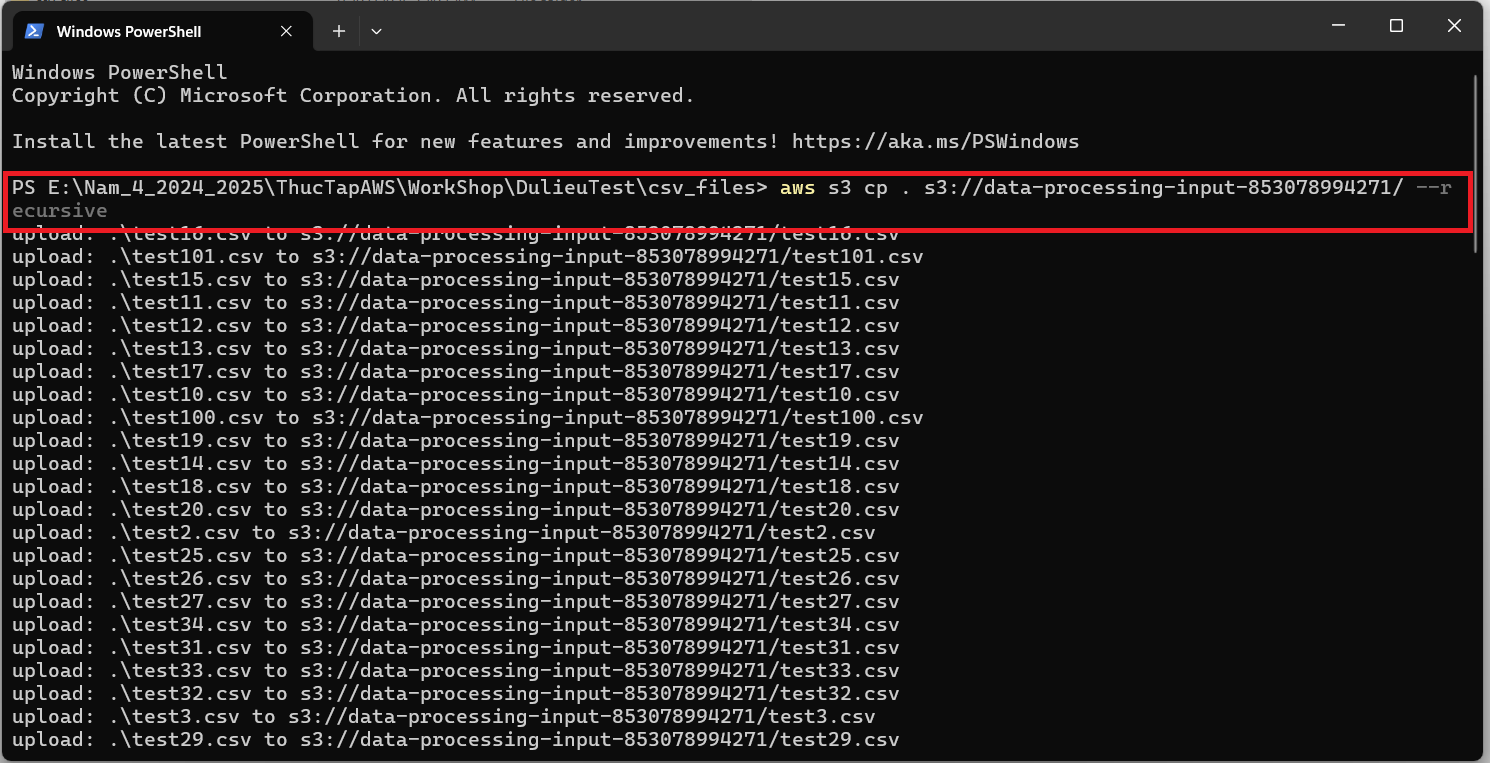 Windows PowerShell
Windows PowerShell
Copyright (C) Microsoft Corporation. All rights reserved.
Install the latest PowerShell for new features and improvements! https://aka.ms/PSWindows
PS E:\Nam_4_2024_2025\ThucTapAWS\WorkShop\DulieuTest\csv_files> aws s3 cp . s3://data-processing-input-853078994271/ --r
ecursive
upload: .\test16.csv to s3://data-processing-input-853078994271/test16.csv
upload: .\test101.csv to s3://data-processing-input-853078994271/test101.csv
upload: .\test15.csv to s3://data-processing-input-853078994271/test15.csv
upload: .\test11.csv to s3://data-processing-input-853078994271/test11.csv
upload: .\test12.csv to s3://data-processing-input-853078994271/test12.csv
upload: .\test13.csv to s3://data-processing-input-853078994271/test13.csv
upload: .\test17.csv to s3://data-processing-input-853078994271/test17.csv
upload: .\test10.csv to s3://data-processing-input-853078994271/test10.csv
upload: .\test100.csv to s3://data-processing-input-853078994271/test100.csv
upload: .\test19.csv to s3://data-processing-input-853078994271/test19.csv
upload: .\test14.csv to s3://data-processing-input-853078994271/test14.csv
upload: .\test18.csv to s3://data-processing-input-853078994271/test18.csv
upload: .\test20.csv to s3://data-processing-input-853078994271/test20.csv
upload: .\test2.csv to s3://data-processing-input-853078994271/test2.csv
upload: .\test25.csv to s3://data-processing-input-853078994271/test25.csv
upload: .\test26.csv to s3://data-processing-input-853078994271/test26.csv
upload: .\test27.csv to s3://data-processing-input-853078994271/test27.csv
upload: .\test34.csv to s3://data-processing-input-853078994271/test34.csv
upload: .\test31.csv to s3://data-processing-input-853078994271/test31.csv
upload: .\test33.csv to s3://data-processing-input-853078994271/test33.csv
upload: .\test32.csv to s3://data-processing-input-853078994271/test32.csv
upload: .\test3.csv to s3://data-processing-input-853078994271/test3.csv
upload: .\test29.csv to s3://data-processing-input-853078994271/test29.csv